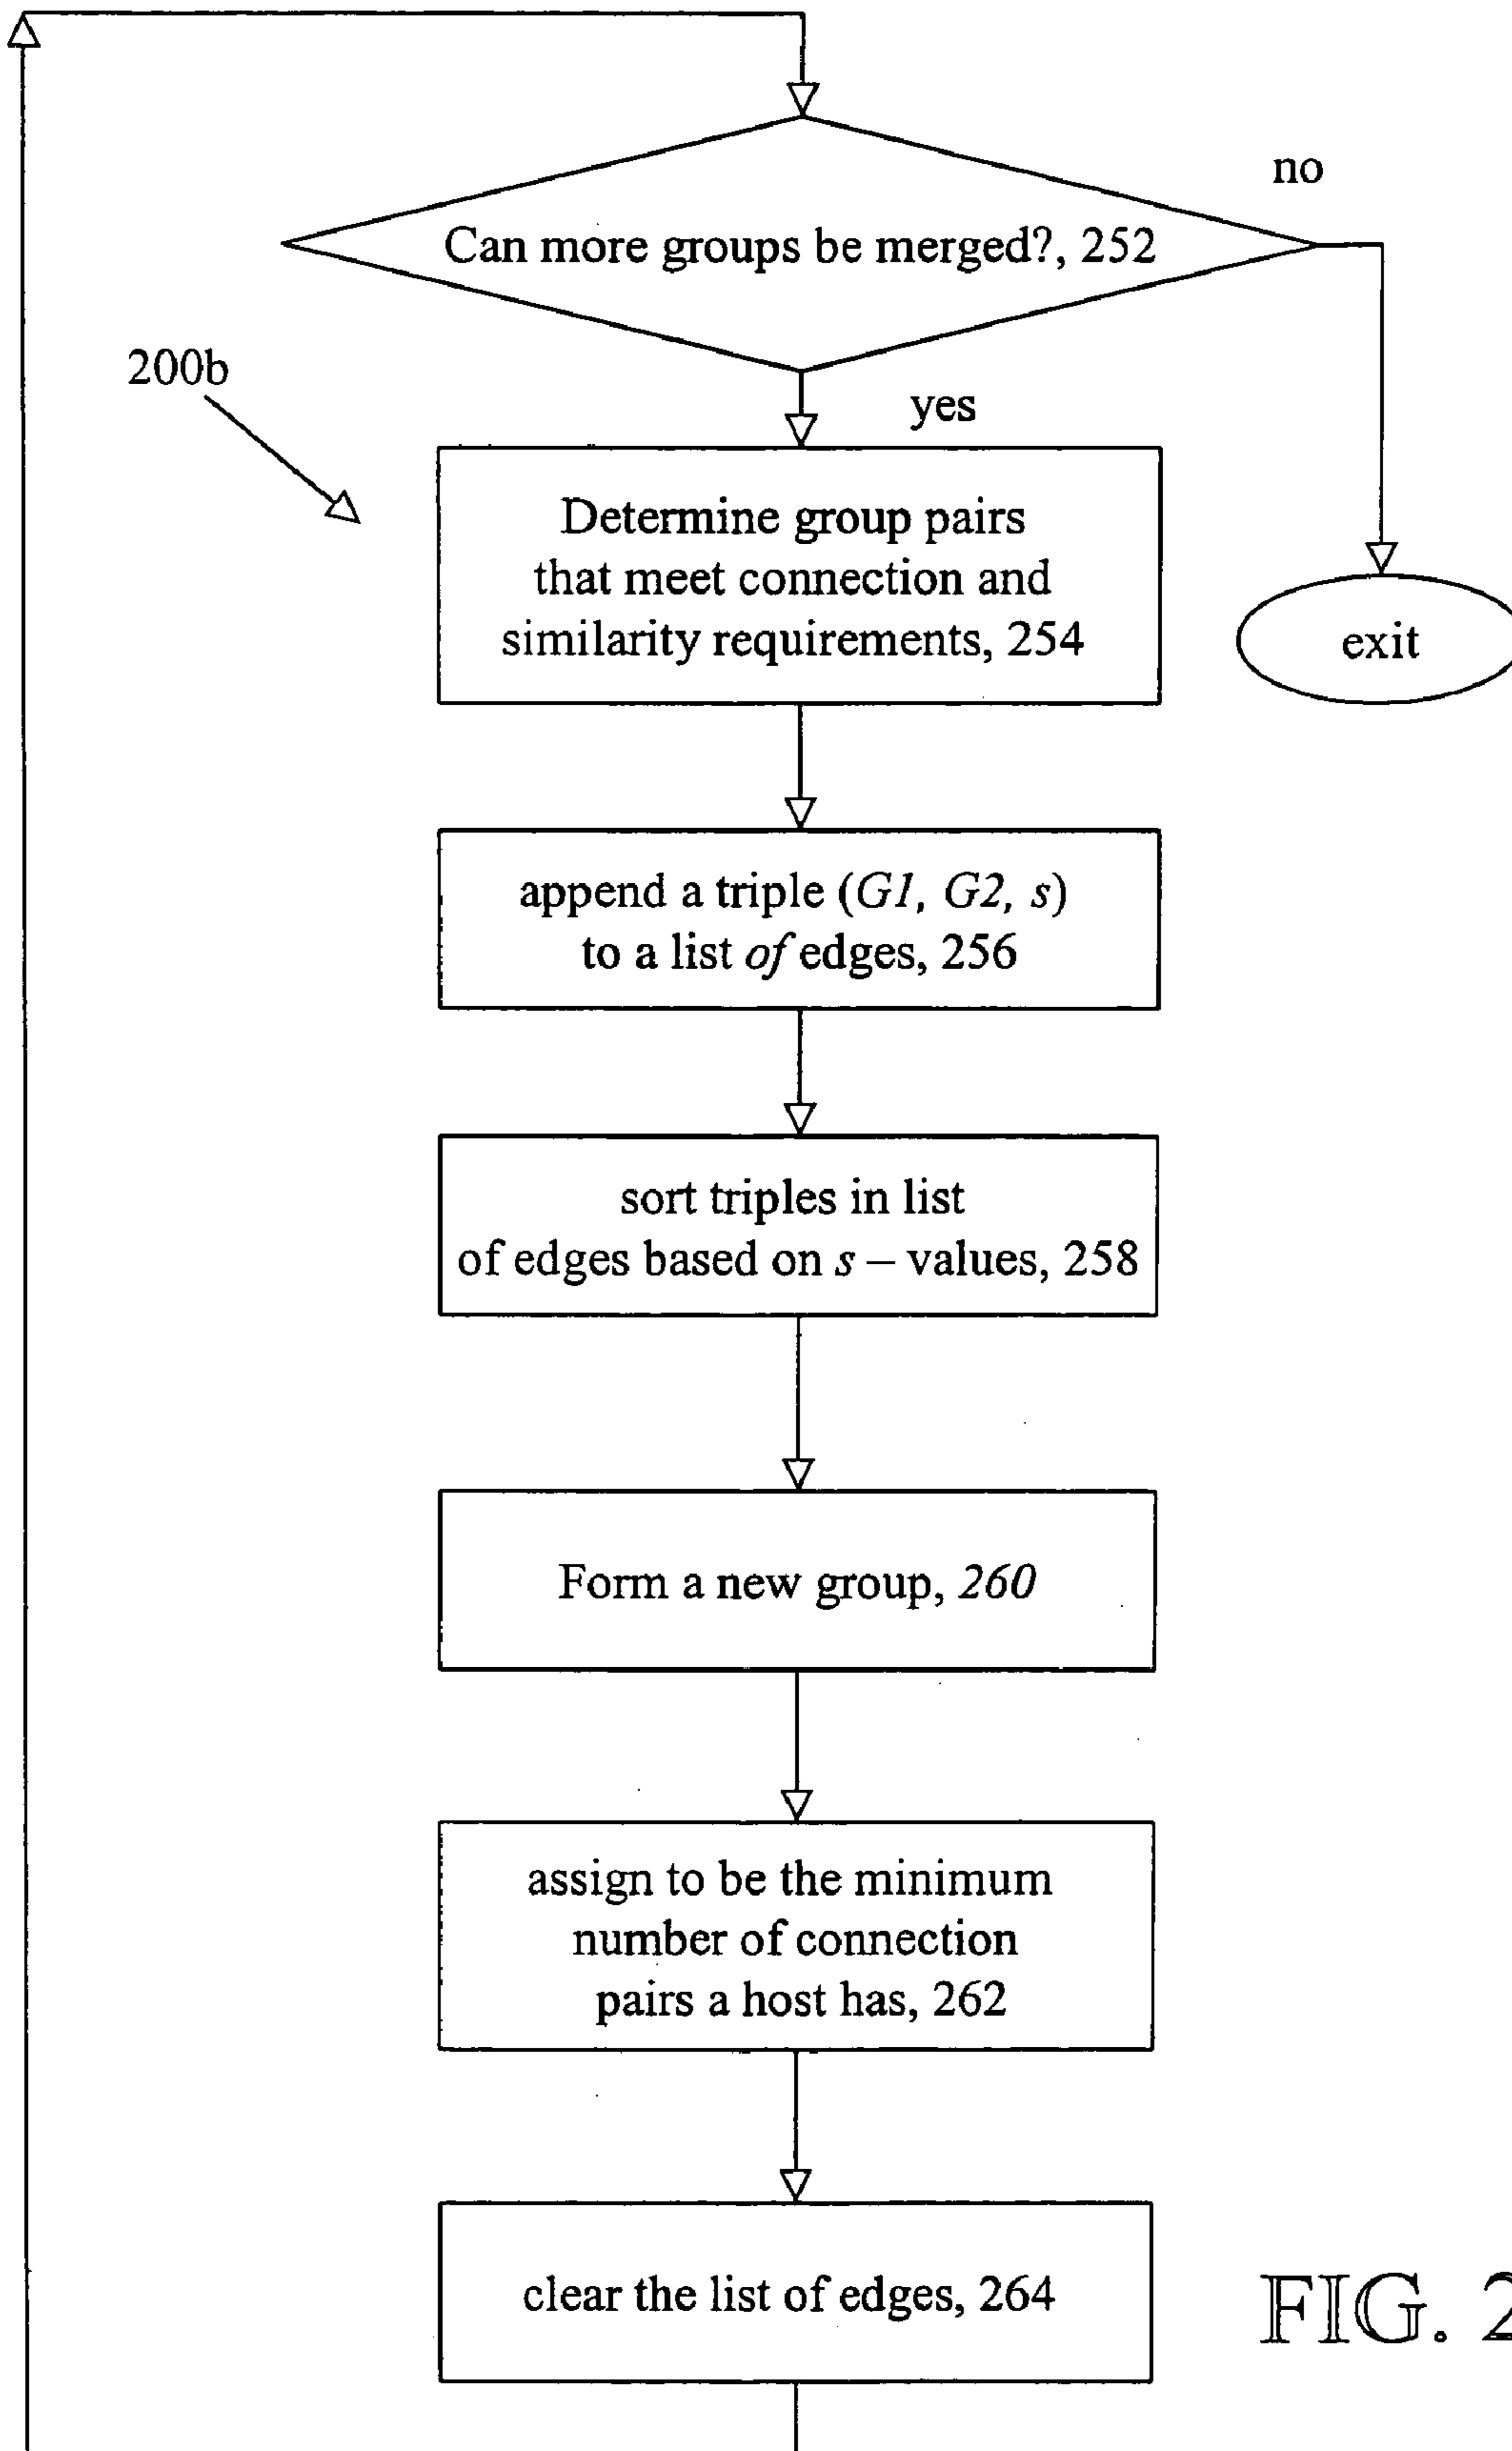 no
Can more groups be merged?, 252
200b
yes
Determine group pairs
that meet connection and
similarity requirements, 254
exit
append a triple (G1, G2, s)
to a list of edges, 256
sort triples in list
of edges based on s – values, 258
Form a new group, 260
assign to be the minimum
number of connection
pairs a host has, 262
clear the list of edges, 264
FIG. 2